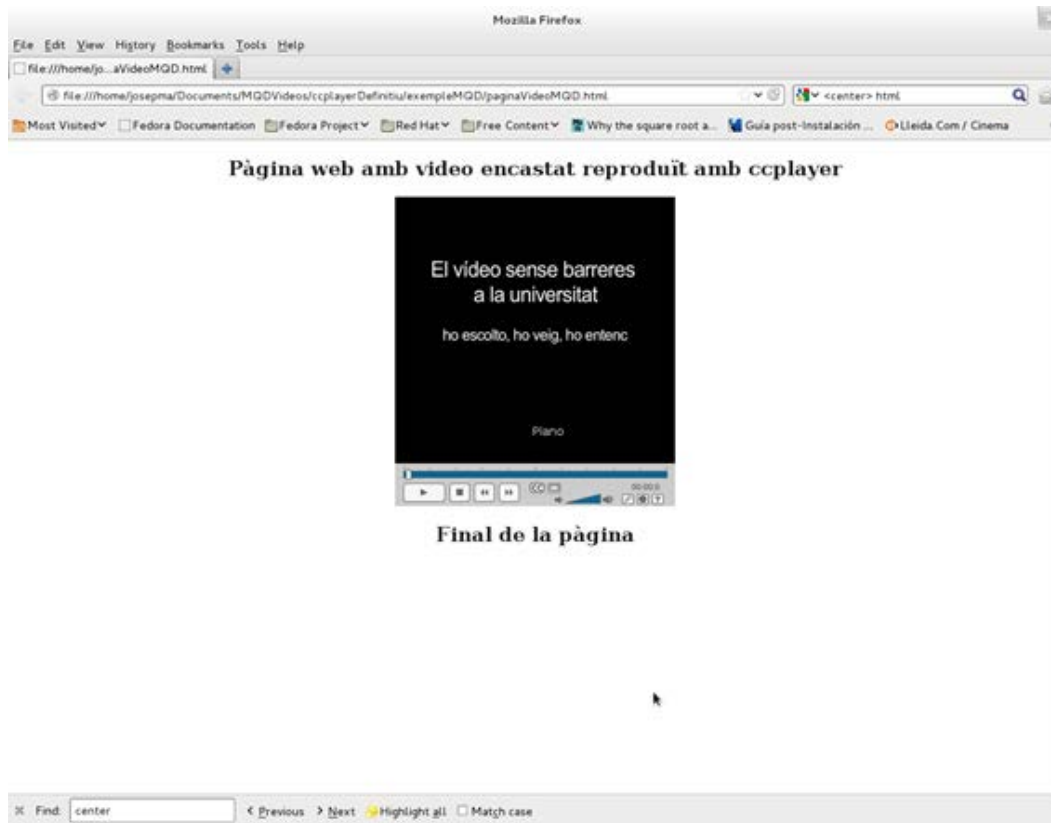 Mozilla Firefox
File Edit View History Bookmarks Tools Help
file:///home/jo...aVideoMQD.html
file:///home/josepma/Documents/MQDVideos/ccplayerDefinitiu/exempleMQD/paginaVideoMQD.html <center> html
Most Visited Fedora Documentation Fedora Project Red Hat Free Content Why the square root a... Guía post-Instalación ... Lleida.Com / Cinema
Pàgina web amb video encastat reproduït amb ccplayer
El vídeo sense barreres
a la universitat
ho escolto, ho veig, ho entenc
Piano
CC
Final de la pàgina
Find: center Previous Next Highlight all Match case